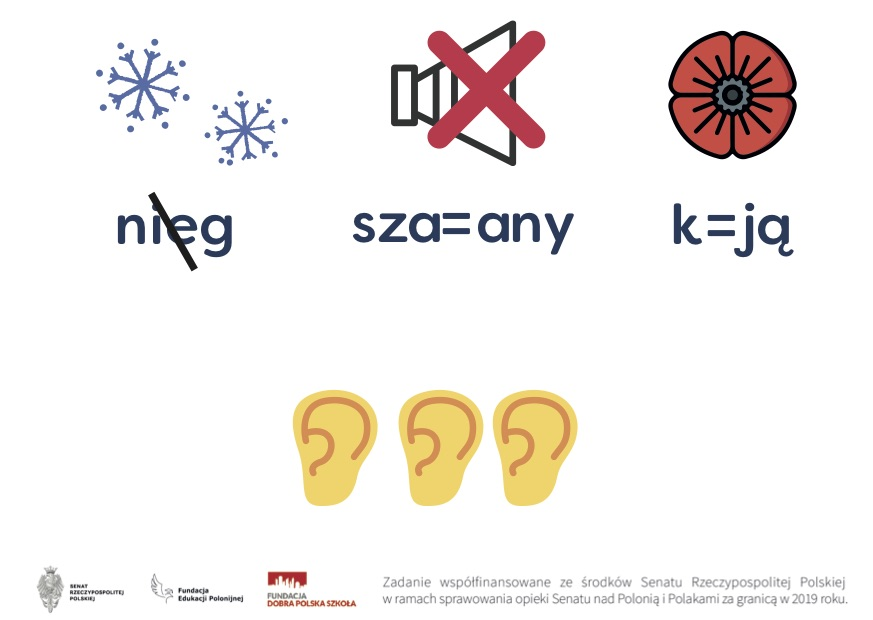 nieg
sza=any
k=ją
SENAT
RZECZYPOSPOLITEJ
POLSKIEJ
Fundacja
Edukacji Polonijnej
FUNDACJA
DOBRA POLSKA SZKOŁA
Zadanie współfinansowane ze środków Senatu Rzeczypospolitej Polskiej
w ramach sprawowania opieki Senatu nad Polonią i Polakami za granicą w 2019 roku.